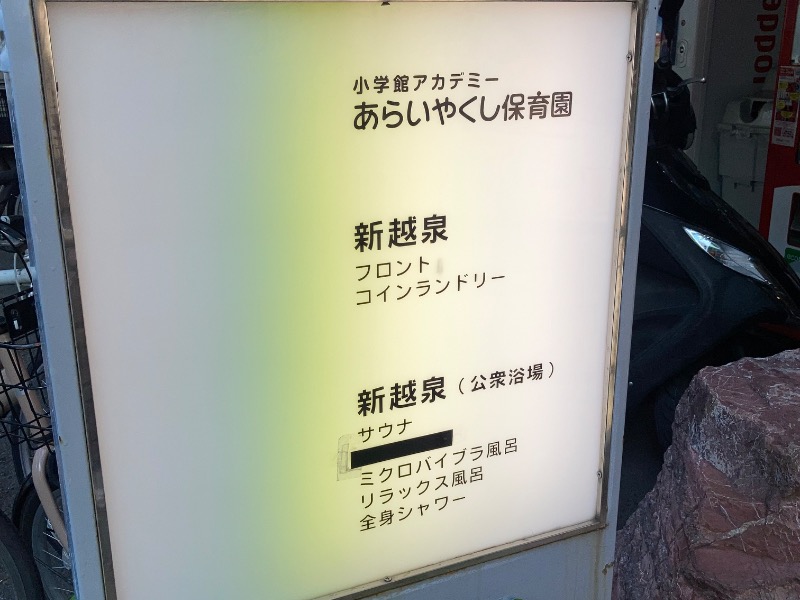 小学館アカデミー
あらいやくし保育園
新越泉
フロント
コインランドリー
新越泉（公衆浴場）
サウナ
ミクロバイブラ風呂
リラックス風呂
全身シャワー